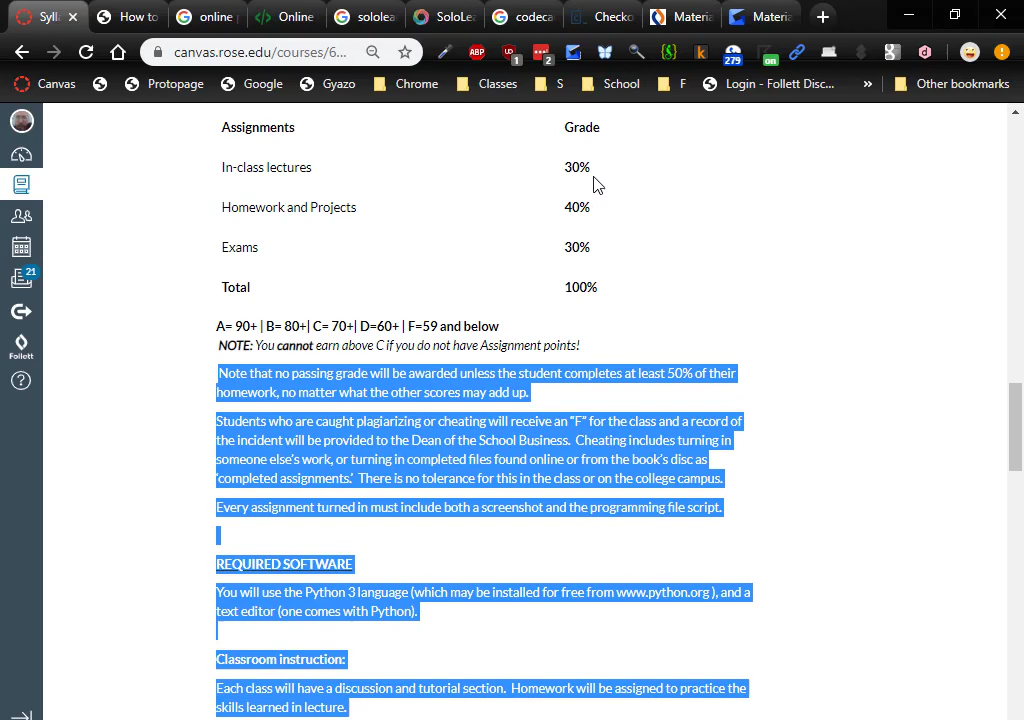 Sylla
How to
online
Online
solole
SoloLea
codeca
Checko
Materia
Materia
canvas.rose.edu/courses/6...
ABP
1
2
279
on
Canvas
Protopage
Google
Gyazo
Chrome
Classes
S
School
F
Login - Follett Disc...
»
Other bookmarks
21
Follett
Assignments Grade
In-class lectures 30%
Homework and Projects 40%
Exams 30%
Total 100%
A= 90+| B= 80+| C= 70+| D=60+| F=59 and below
NOTE: You cannot earn above C if you do not have Assignment points!
Note that no passing grade will be awarded unless the student completes at least 50% of their
homework, no matter what the other scores may add up.
Students who are caught plagiarizing or cheating will receive an "F" for the class and a record of
the incident will be provided to the Dean of the School Business.  Cheating includes turning in
someone else's work, or turning in completed files found online or from the book's disc as
'completed assignments.'  There is no tolerance for this in the class or on the college campus.
Every assignment turned in must include both a screenshot and the programming file script.
REQUIRED SOFTWARE
You will use the Python 3 language (which may be installed for free from www.python.org ), and a
text editor (one comes with Python).
Classroom instruction:
Each class will have a discussion and tutorial section.  Homework will be assigned to practice the
skills learned in lecture.